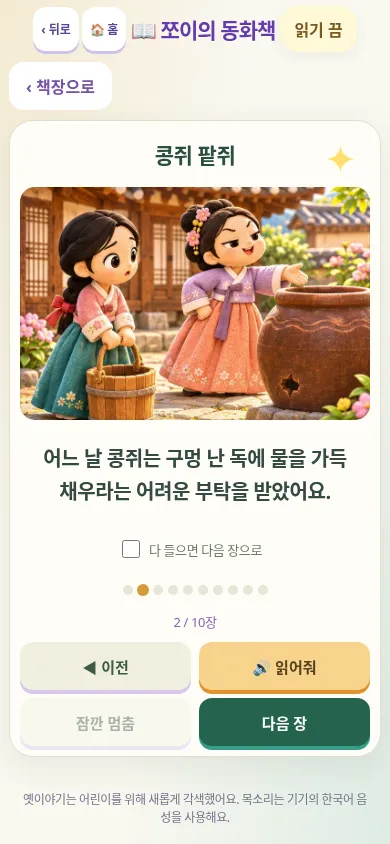 ‹ 뒤로
🏠 홈
📖 쪼이의 동화책
읽기 끔
‹ 책장으로
콩쥐 팥쥐
어느 날 콩쥐는 구멍 난 독에 물을 가득
채우라는 어려운 부탁을 받았어요.
다 들으면 다음 장으로
2 / 10장
◀ 이전
🔊 읽어줘
잠깐 멈춤
다음 장
옛이야기는 어린이를 위해 새롭게 각색했어요. 목소리는 기기의 한국어 음
성을 사용해요.